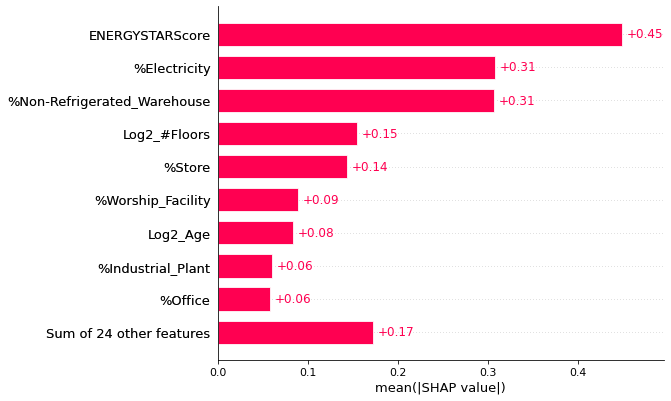 ENERGYSTARScore +0.45
%Electricity +0.31
%Non-Refrigerated_Warehouse +0.31
Log2_#Floors +0.15
%Store +0.14
%Worship_Facility +0.09
Log2_Age +0.08
%Industrial_Plant +0.06
%Office +0.06
Sum of 24 other features +0.17
0.0 0.1 0.2 0.3 0.4
mean(|SHAP value|)